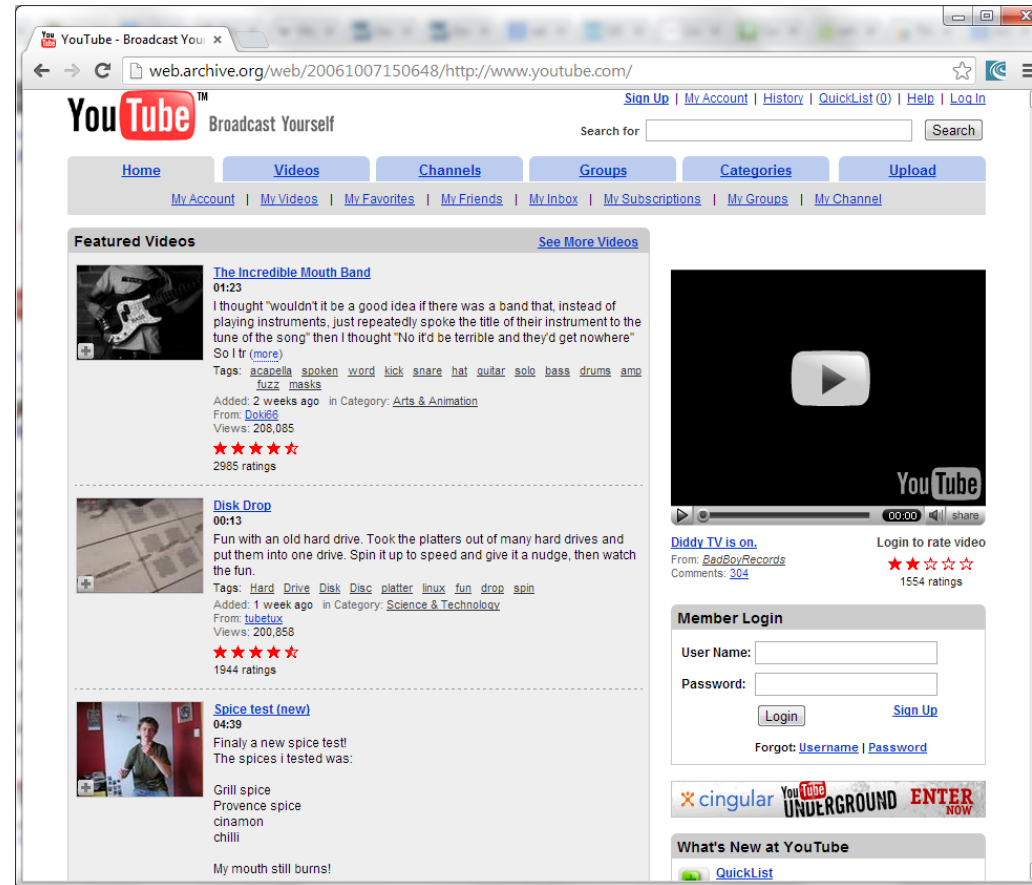 YouTube - Broadcast You
web.archive.org/web/20061007150648/http://www.youtube.com/
YouTube TM
Broadcast Yourself
Sign Up | My Account | History | QuickList (0) | Help | Log In
Search for
Search
Home Videos Channels Groups Categories Upload
My Account | My Videos | My Favorites | My Friends | My Inbox | My Subscriptions | My Groups | My Channel
Featured Videos
See More Videos
The Incredible Mouth Band
01:23
I thought "wouldn't it be a good idea if there was a band that, instead of
playing instruments, just repeatedly spoke the title of their instrument to the
tune of the song" then I thought "No it'd be terrible and they'd get nowhere"
So I tr (more)
Tags: acapella spoken word kick snare hat guitar solo bass drums amp
fuzz masks
Added: 2 weeks ago in Category: Arts & Animation
From: Doki66
Views: 208,085
2985 ratings
Disk Drop
00:13
Fun with an old hard drive. Took the platters out of many hard drives and
put them into one drive. Spin it up to speed and give it a nudge, then watch
the fun.
Tags: Hard Drive Disk Disc platter linux fun drop spin
Added: 1 week ago in Category: Science & Technology
From: tubetux
Views: 200,858
1944 ratings
Spice test (new)
04:39
Finaly a new spice test!
The spices i tested was:
Grill spice
Provence spice
cinamon
chilli
My mouth still burns!
YouTube
00:00 share
Diddy TV is on.
From: BadBoyRecords
Comments: 304
Login to rate video
1554 ratings
Member Login
User Name:
Password:
Login
Sign Up
Forgot: Username | Password
cingular YouTube UNDERGROUND ENTER NOW
What's New at YouTube
QuickList